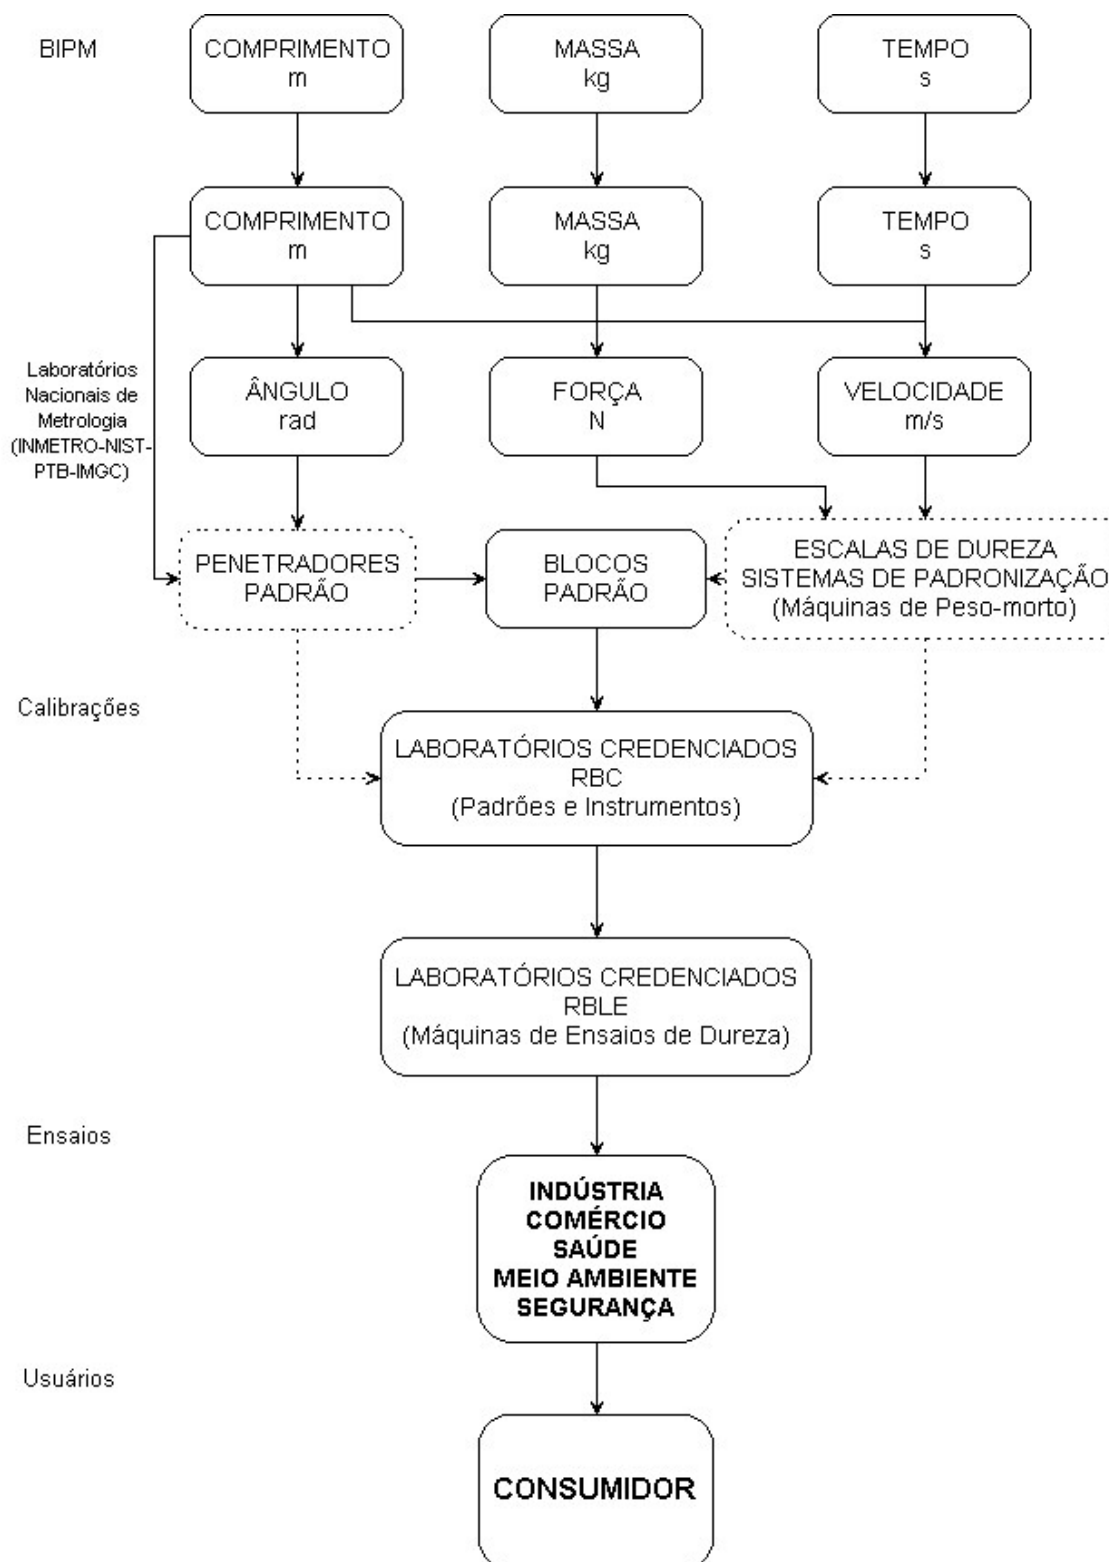 BIPM
COMPRIMENTO
m
MASSA
kg
TEMPO
s
COMPRIMENTO
m
MASSA
kg
TEMPO
s
Laboratórios
Nacionais de
Metrologia
(INMETRO-NIST-
PTB-IMGC)
ÂNGULO
rad
FORÇA
N
VELOCIDADE
m/s
PENETRADORES
PADRÃO
BLOCOS
PADRÃO
ESCALAS DE DUREZA
SISTEMAS DE PADRONIZAÇÃO
(Máquinas de Peso-morto)
Calibrações
LABORATÓRIOS CREDENCIADOS
RBC
(Padrões e Instrumentos)
LABORATÓRIOS CREDENCIADOS
RBLE
(Máquinas de Ensaios de Dureza)
Ensaios
INDÚSTRIA
COMÉRCIO
SAÚDE
MEIO AMBIENTE
SEGURANÇA
Usuários
CONSUMIDOR